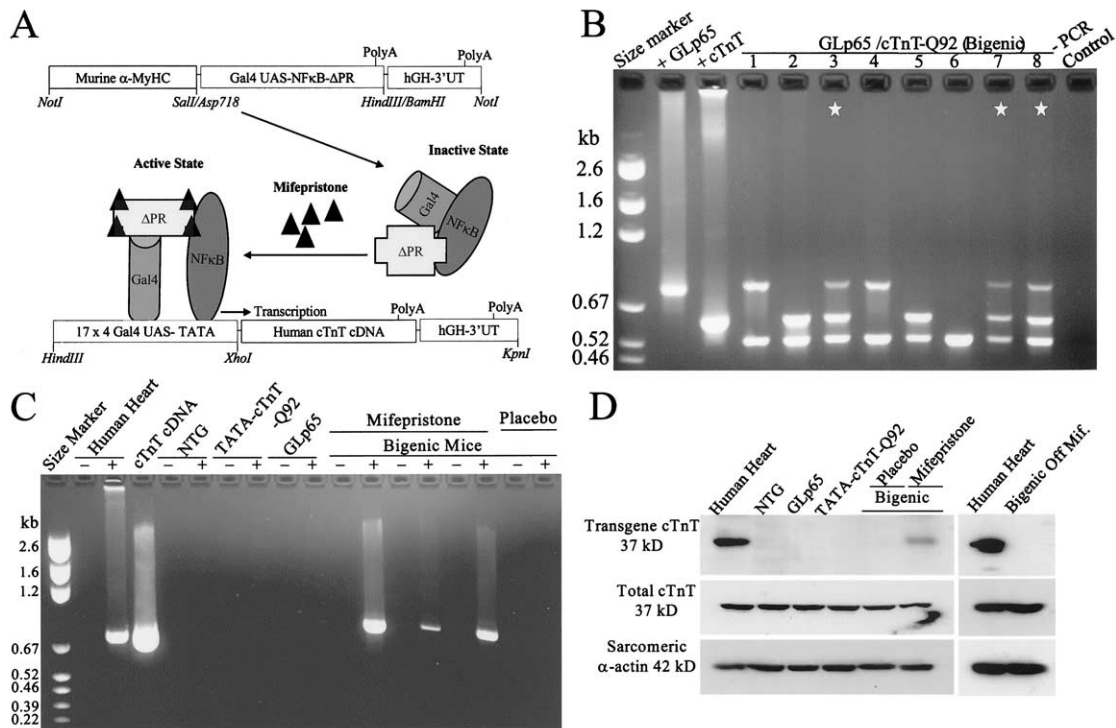 A
PolyA PolyA
Murine α-MyHC Gal4 UAS-NFκB-ΔPR hGH-3'UT
NotI SalI/Asp718 HindIII/BamHI NotI
Active State
Inactive State
Mifepristone
ΔPR
Gal4
NFκB
Gal4
NFκB
ΔPR
Transcription
PolyA PolyA
17 x 4 Gal4 UAS- TATA Human cTnT cDNA hGH-3'UT
HindIII XhoI KpnI
B
Size marker
+ GLp65
+ cTnT
GLp65 /cTnT-Q92 (Bigenic)
- PCR
Control
1 2 3 4 5 6 7 8
kb
2.6
1.6
1.2
0.67
0.52
0.46
C
Size Marker
Human Heart
cTnT cDNA
NTG
TATA-cTnT
-Q92
GLp65
Mifepristone
Placebo
Bigenic Mice
– + – + – + – + – + – + – + – +
kb
2.6
1.6
1.2
0.67
0.52
0.46
0.39
0.22
D
Human Heart
NTG
GLp65
TATA-cTnT-Q92
Placebo
Mifepristone
Bigenic
Human Heart
Bigenic Off Mif.
Transgene cTnT
37 kD
Total cTnT
37 kD
Sarcomeric
α-actin 42 kD